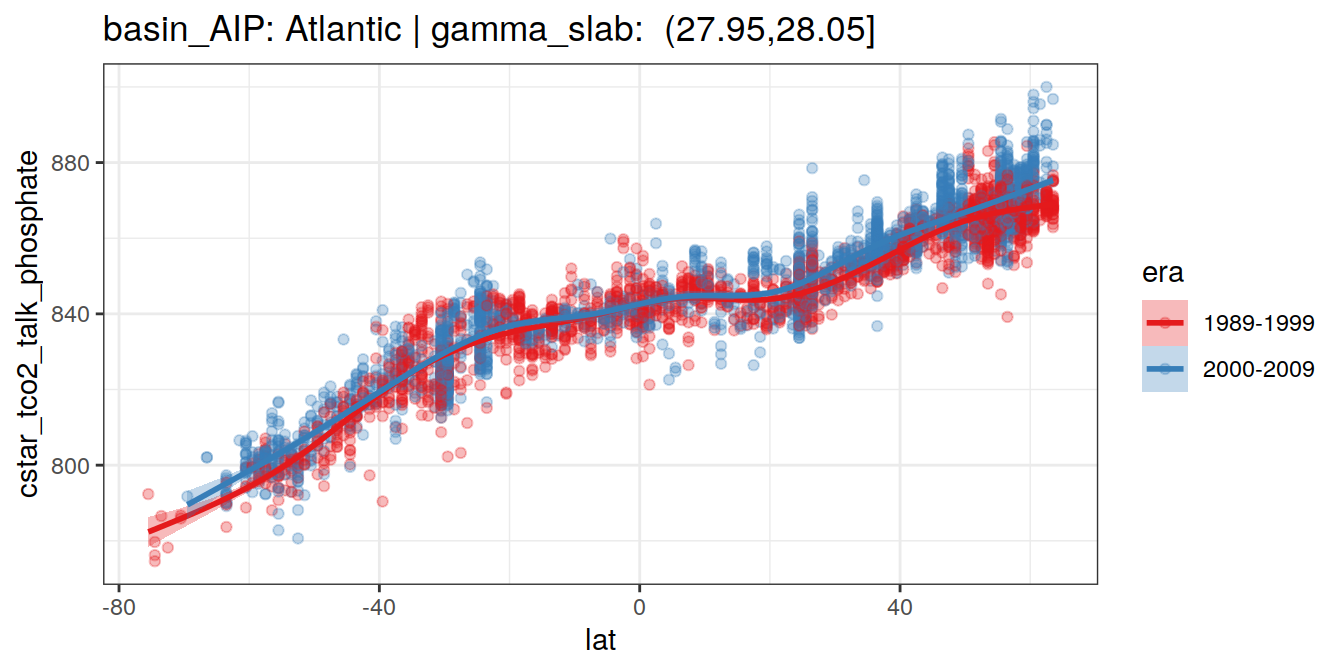 basin_AIP: Atlantic | gamma_slab:  (27.95,28.05]
cstar_tco2_talk_phosphate
880
840
800
-80
-40
0
40
lat
era
1989-1999
2000-2009